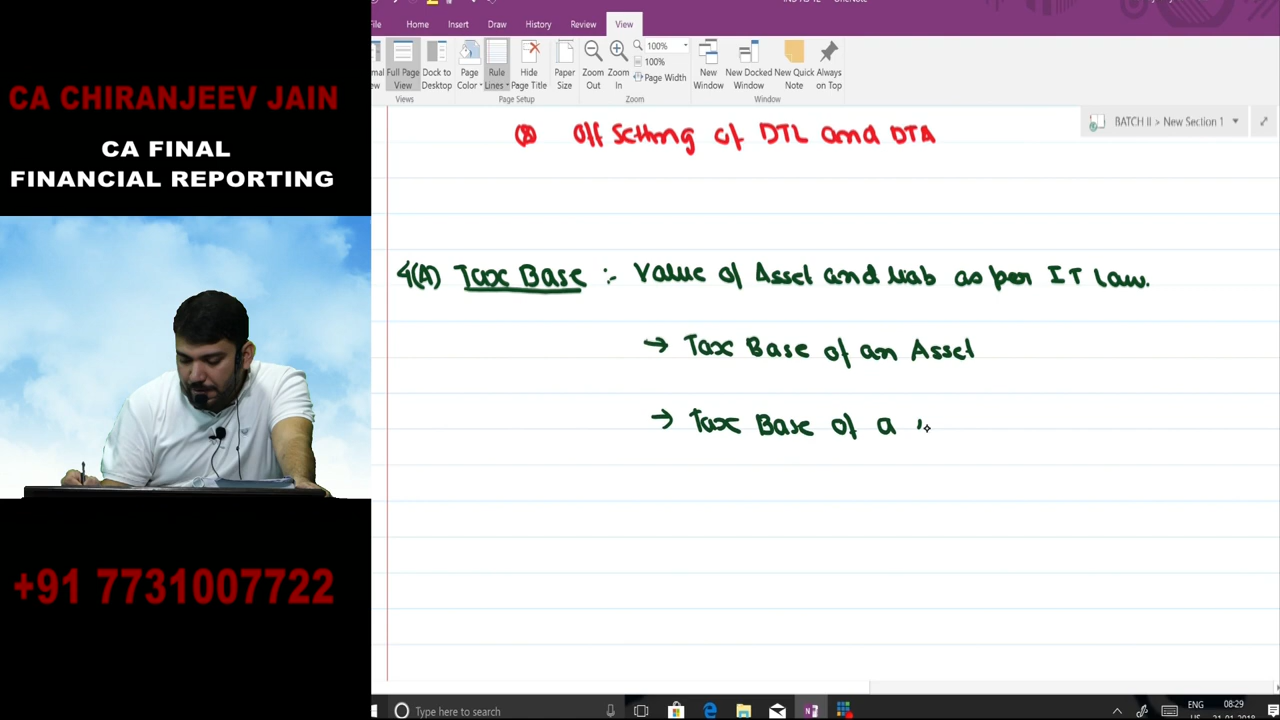 CA CHIRANJEEV JAIN
CA FINAL
FINANCIAL REPORTING
+91 7731007722
File Home Insert Draw History Review View
Full Page View
Dock to Desktop
Page Color
Rule Lines
Hide Page Title
Paper Size
Zoom Out
Zoom In
100%
100%
Page Width
New Window
New Docked Window
New Quick Note
Always on Top
Views Page Setup Zoom Window
BATCH II > New Section 1
Off Setting of DTL and DTA
4(A) Tax Base :- Value of Asset and Liab as per IT Law.
→ Tax Base of an Asset
→ Tax Base of a
Type here to search
ENG
US
08:29